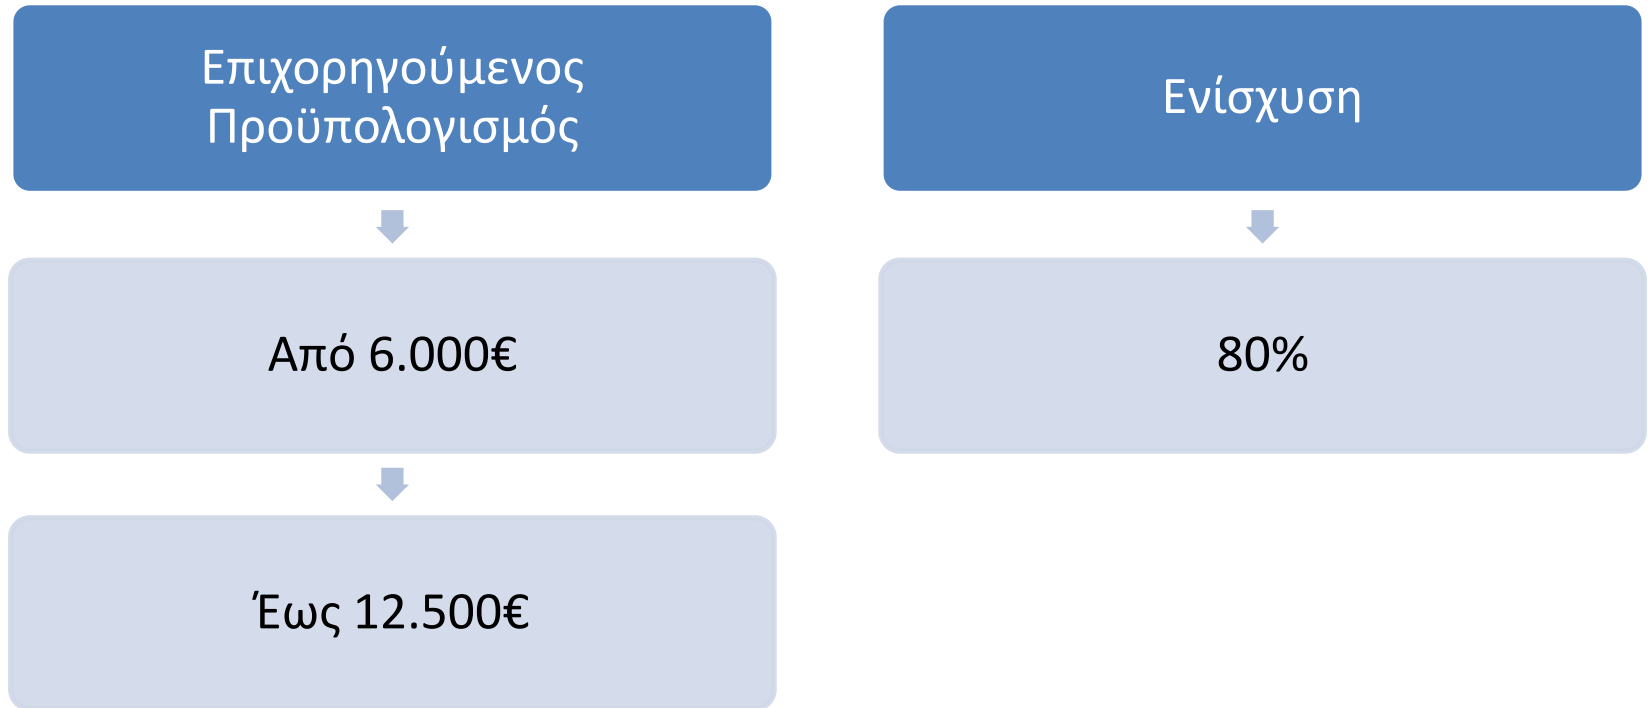 Επιχορηγούμενος
Προϋπολογισμός
Από 6.000€
Έως 12.500€
Ενίσχυση
80%